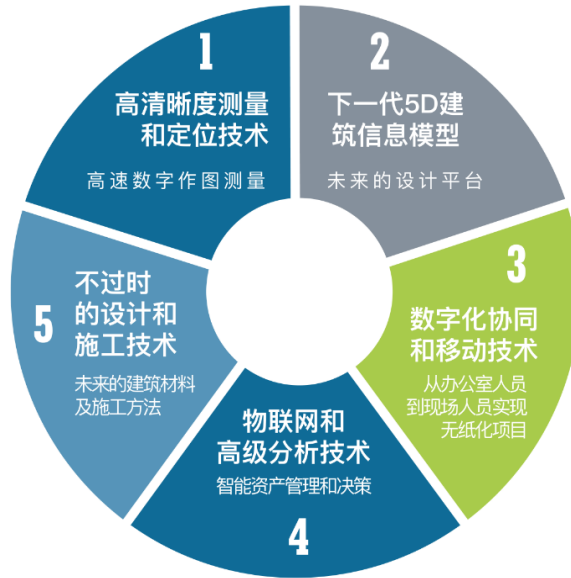 1
高清晰度测量
和定位技术
高速数字作图测量
2
下一代5D建
筑信息模型
未来的设计平台
3
数字化协同
和移动技术
从办公室人员
到现场人员实现
无纸化项目
物联网和
高级分析技术
智能资产管理和决策
4
5
不过时
的设计和
施工技术
未来的建筑材料
及施工方法